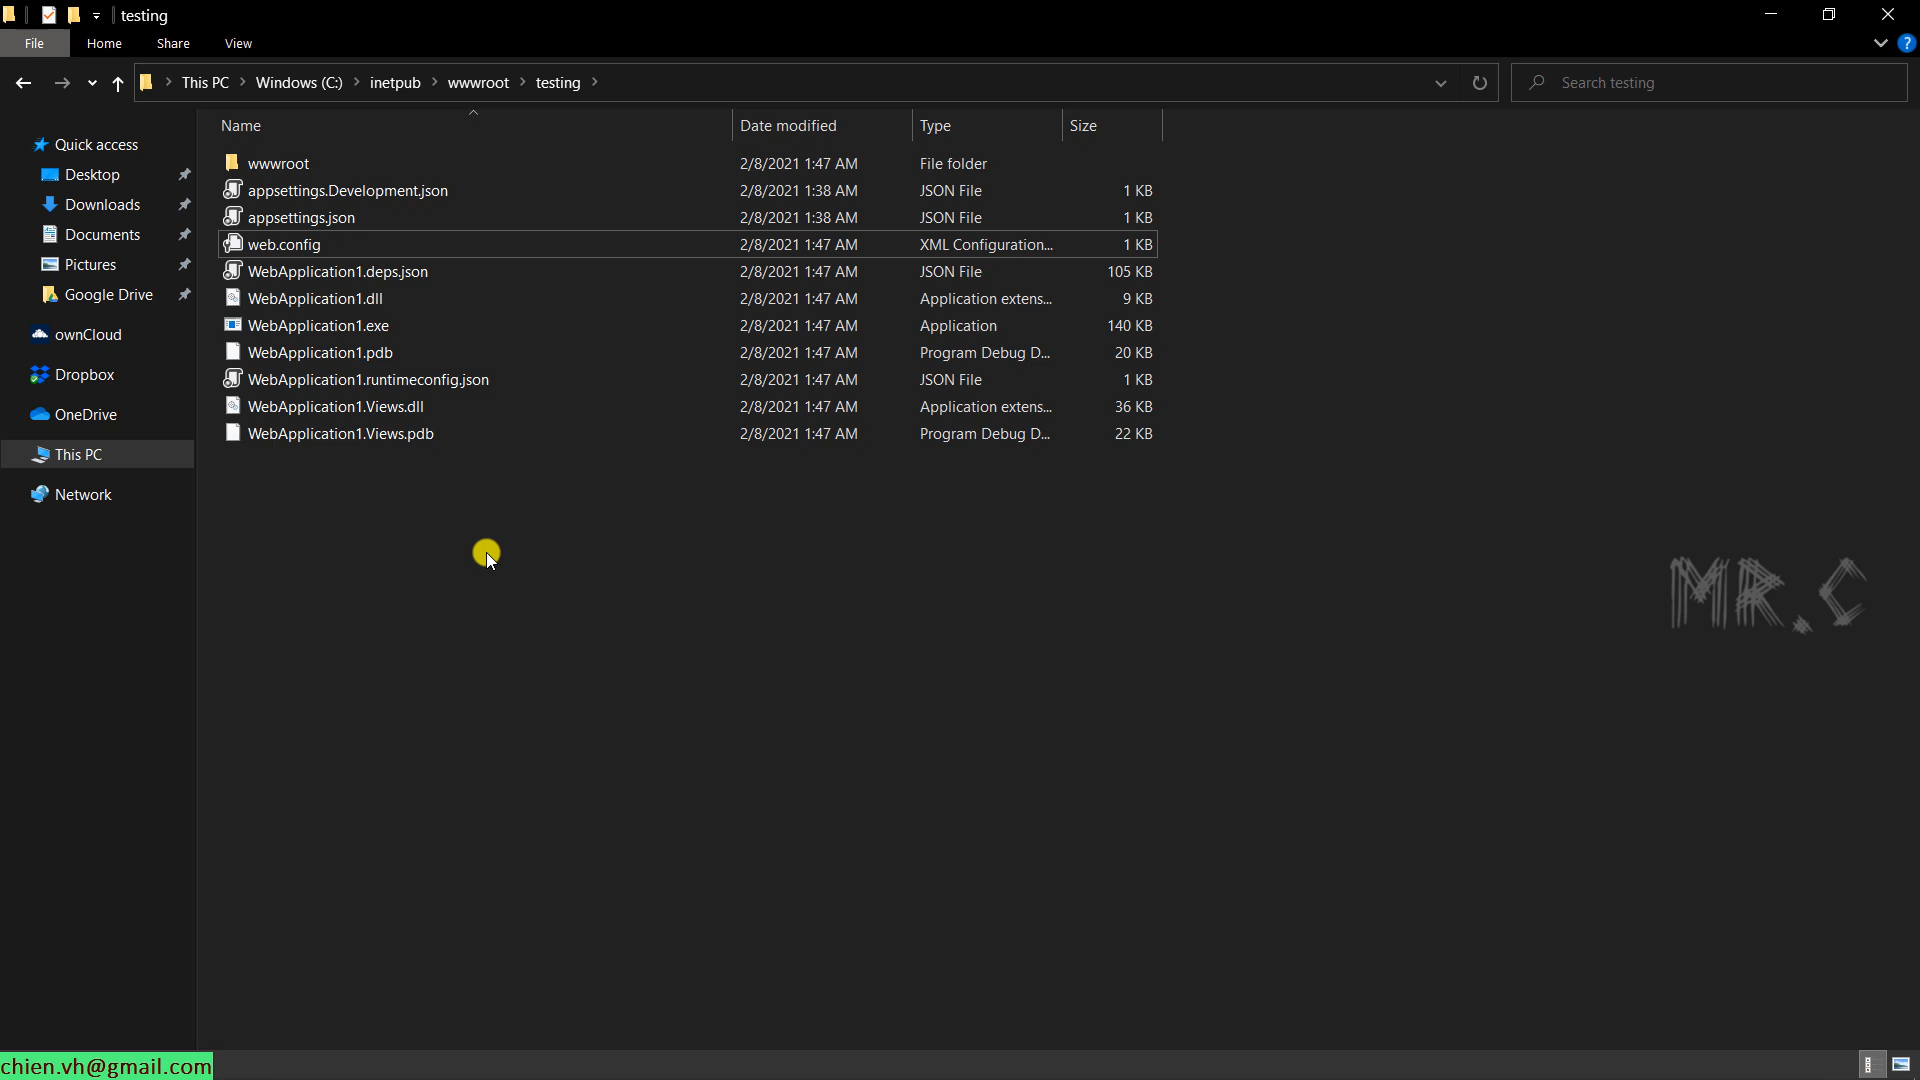 testing
File Home Share View
This PC Windows (C:) inetpub wwwroot testing
Search testing
Name Date modified Type Size
Quick access
Desktop
Downloads
Documents
Pictures
Google Drive
ownCloud
Dropbox
OneDrive
This PC
Network
wwwroot 2/8/2021 1:47 AM File folder
appsettings.Development.json 2/8/2021 1:38 AM JSON File 1 KB
appsettings.json 2/8/2021 1:38 AM JSON File 1 KB
web.config 2/8/2021 1:47 AM XML Configuration... 1 KB
WebApplication1.deps.json 2/8/2021 1:47 AM JSON File 105 KB
WebApplication1.dll 2/8/2021 1:47 AM Application extens... 9 KB
WebApplication1.exe 2/8/2021 1:47 AM Application 140 KB
WebApplication1.pdb 2/8/2021 1:47 AM Program Debug D... 20 KB
WebApplication1.runtimeconfig.json 2/8/2021 1:47 AM JSON File 1 KB
WebApplication1.Views.dll 2/8/2021 1:47 AM Application extens... 36 KB
WebApplication1.Views.pdb 2/8/2021 1:47 AM Program Debug D... 22 KB
MR.C
chien.vh@gmail.com